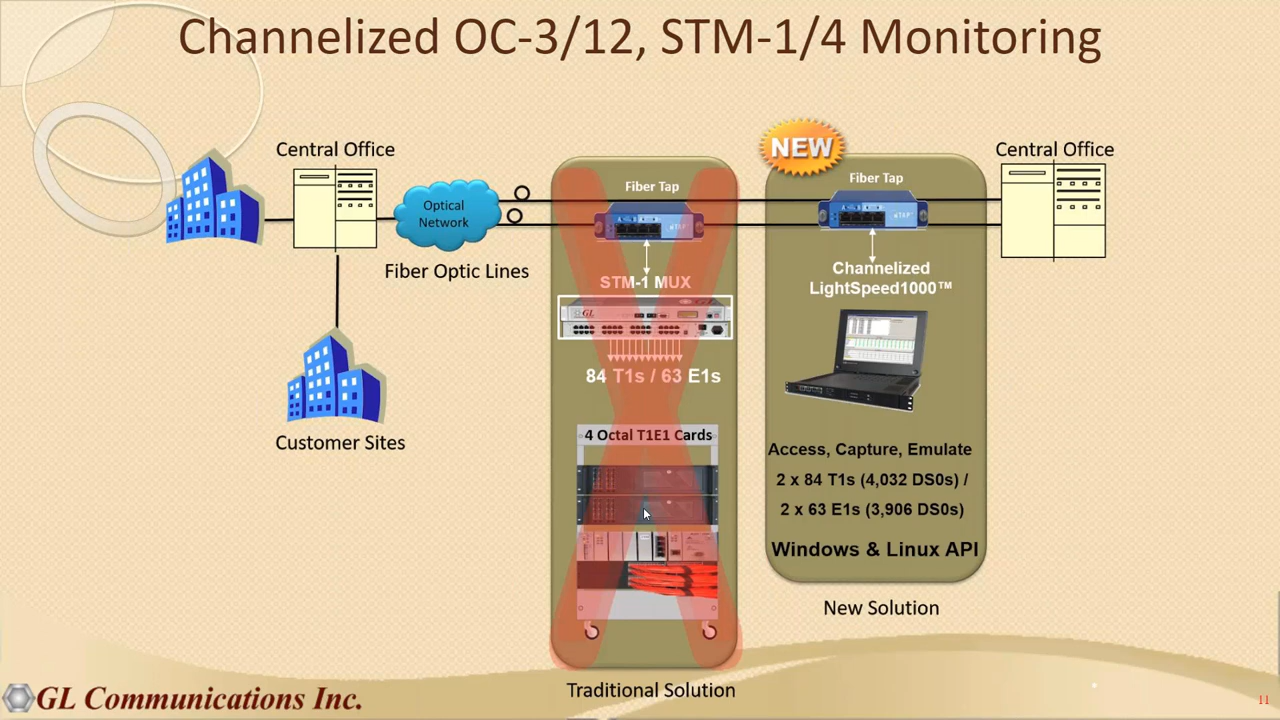 Channelized OC-3/12, STM-1/4 Monitoring
NEW
Central Office
Central Office
Fiber Tap
Fiber Tap
Optical
Network
Fiber Optic Lines
STM-1 MUX
Channelized
LightSpeed1000™
GL
84 T1s / 63 E1s
4 Octal T1E1 Cards
Customer Sites
Access, Capture, Emulate
2 x 84 T1s (4,032 DS0s) /
2 x 63 E1s (3,906 DS0s)
Windows & Linux API
New Solution
Traditional Solution
GL Communications Inc.
11